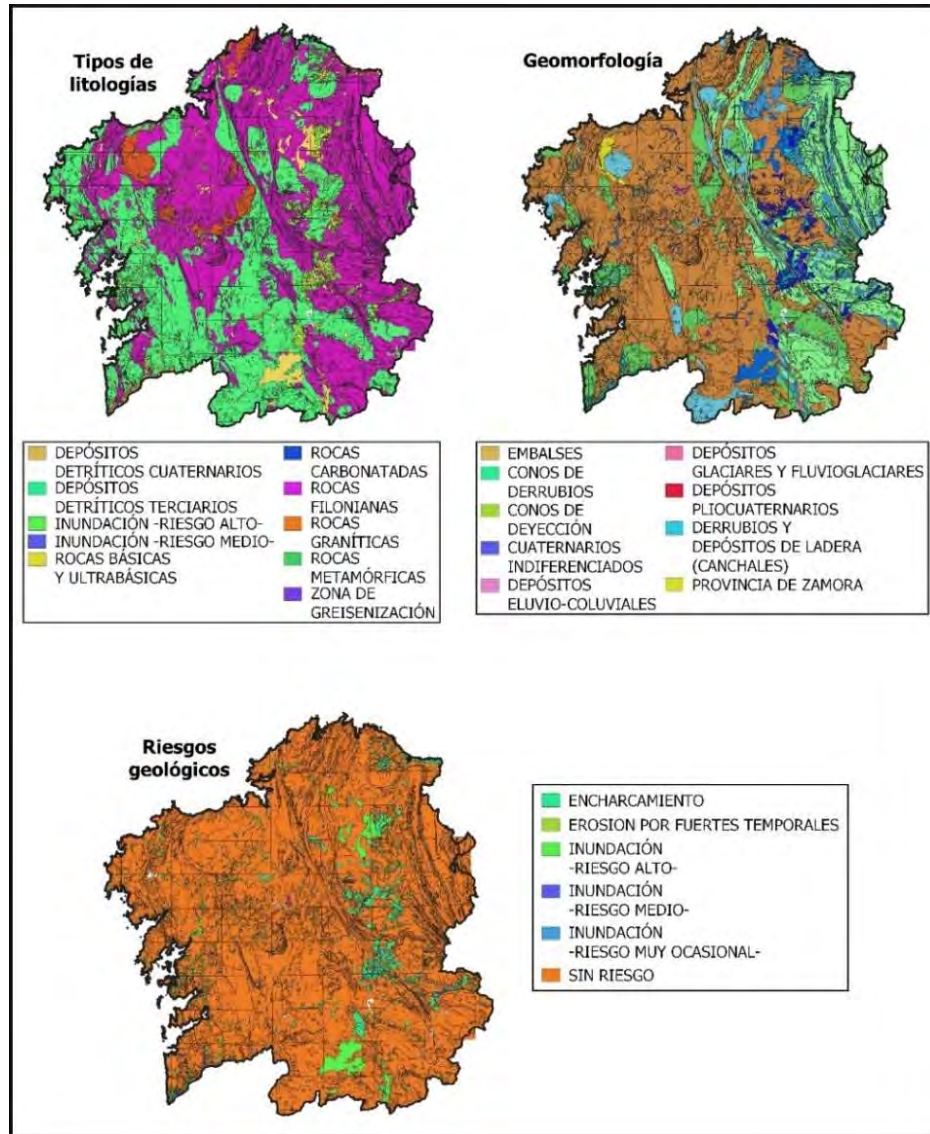 Tipos de
litologías
Geomorfología
DEPÓSITOS
DETRÍTICOS CUATERNARIOS
DEPÓSITOS
DETRÍTICOS TERCIARIOS
INUNDACIÓN -RIESGO ALTO-
INUNDACIÓN -RIESGO MEDIO-
ROCAS BÁSICAS
Y ULTRABÁSICAS
ROCAS
CARBONATADAS
ROCAS
FILONIANAS
ROCAS
GRANÍTICAS
ROCAS
METAMÓRFICAS
ZONA DE
GREISENIZACIÓN
EMBALSES
CONOS DE
DERRUBIOS
CONOS DE
DEYECCIÓN
CUATERNARIOS
INDIFERENCIADOS
DEPÓSITOS
ELUVIO-COLUVIALES
DEPÓSITOS
GLACIARES Y FLUVIOGLACIARES
DEPÓSITOS
PLIOCUATERNARIOS
DERRUBIOS Y
DEPÓSITOS DE LADERA
(CANCHALES)
PROVINCIA DE ZAMORA
Riesgos
geológicos
ENCHARCAMIENTO
EROSION POR FUERTES TEMPORALES
INUNDACIÓN
-RIESGO ALTO-
INUNDACIÓN
-RIESGO MEDIO-
INUNDACIÓN
-RIESGO MUY OCASIONAL-
SIN RIESGO